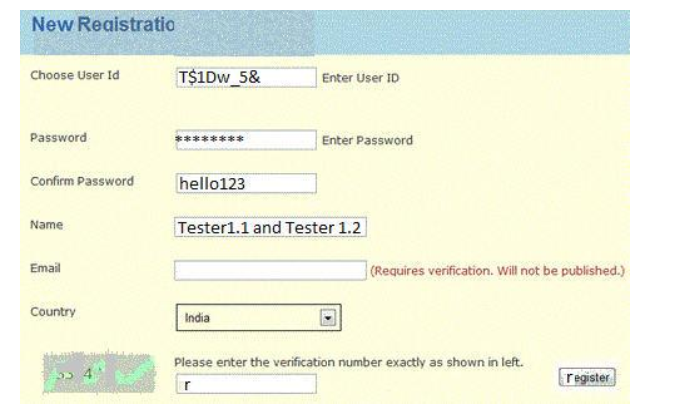 New Registratio
Choose User Id T$1Dw_5& Enter User ID
Password ******** Enter Password
Confirm Password hello123
Name Tester1.1 and Tester 1.2
Email (Requires verification. Will not be published.)
Country India
Please enter the verification number exactly as shown in left.
r register